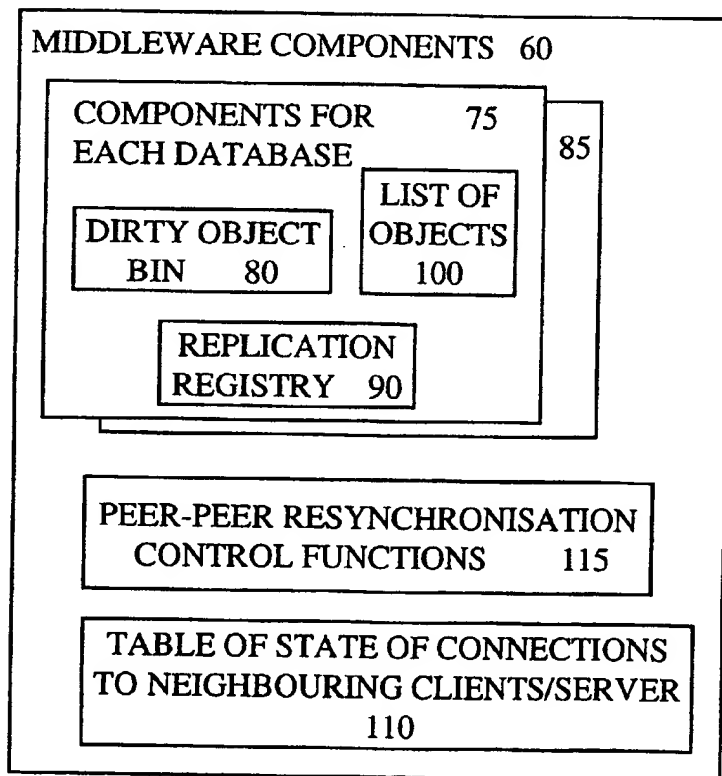 MIDDLEWARE COMPONENTS 60
COMPONENTS FOR 75
EACH DATABASE
85
LIST OF
OBJECTS
100
DIRTY OBJECT
BIN 80
REPLICATION
REGISTRY 90
PEER-PEER RESYNCHRONISATION
CONTROL FUNCTIONS 115
TABLE OF STATE OF CONNECTIONS
TO NEIGHBOURING CLIENTS/SERVER
110